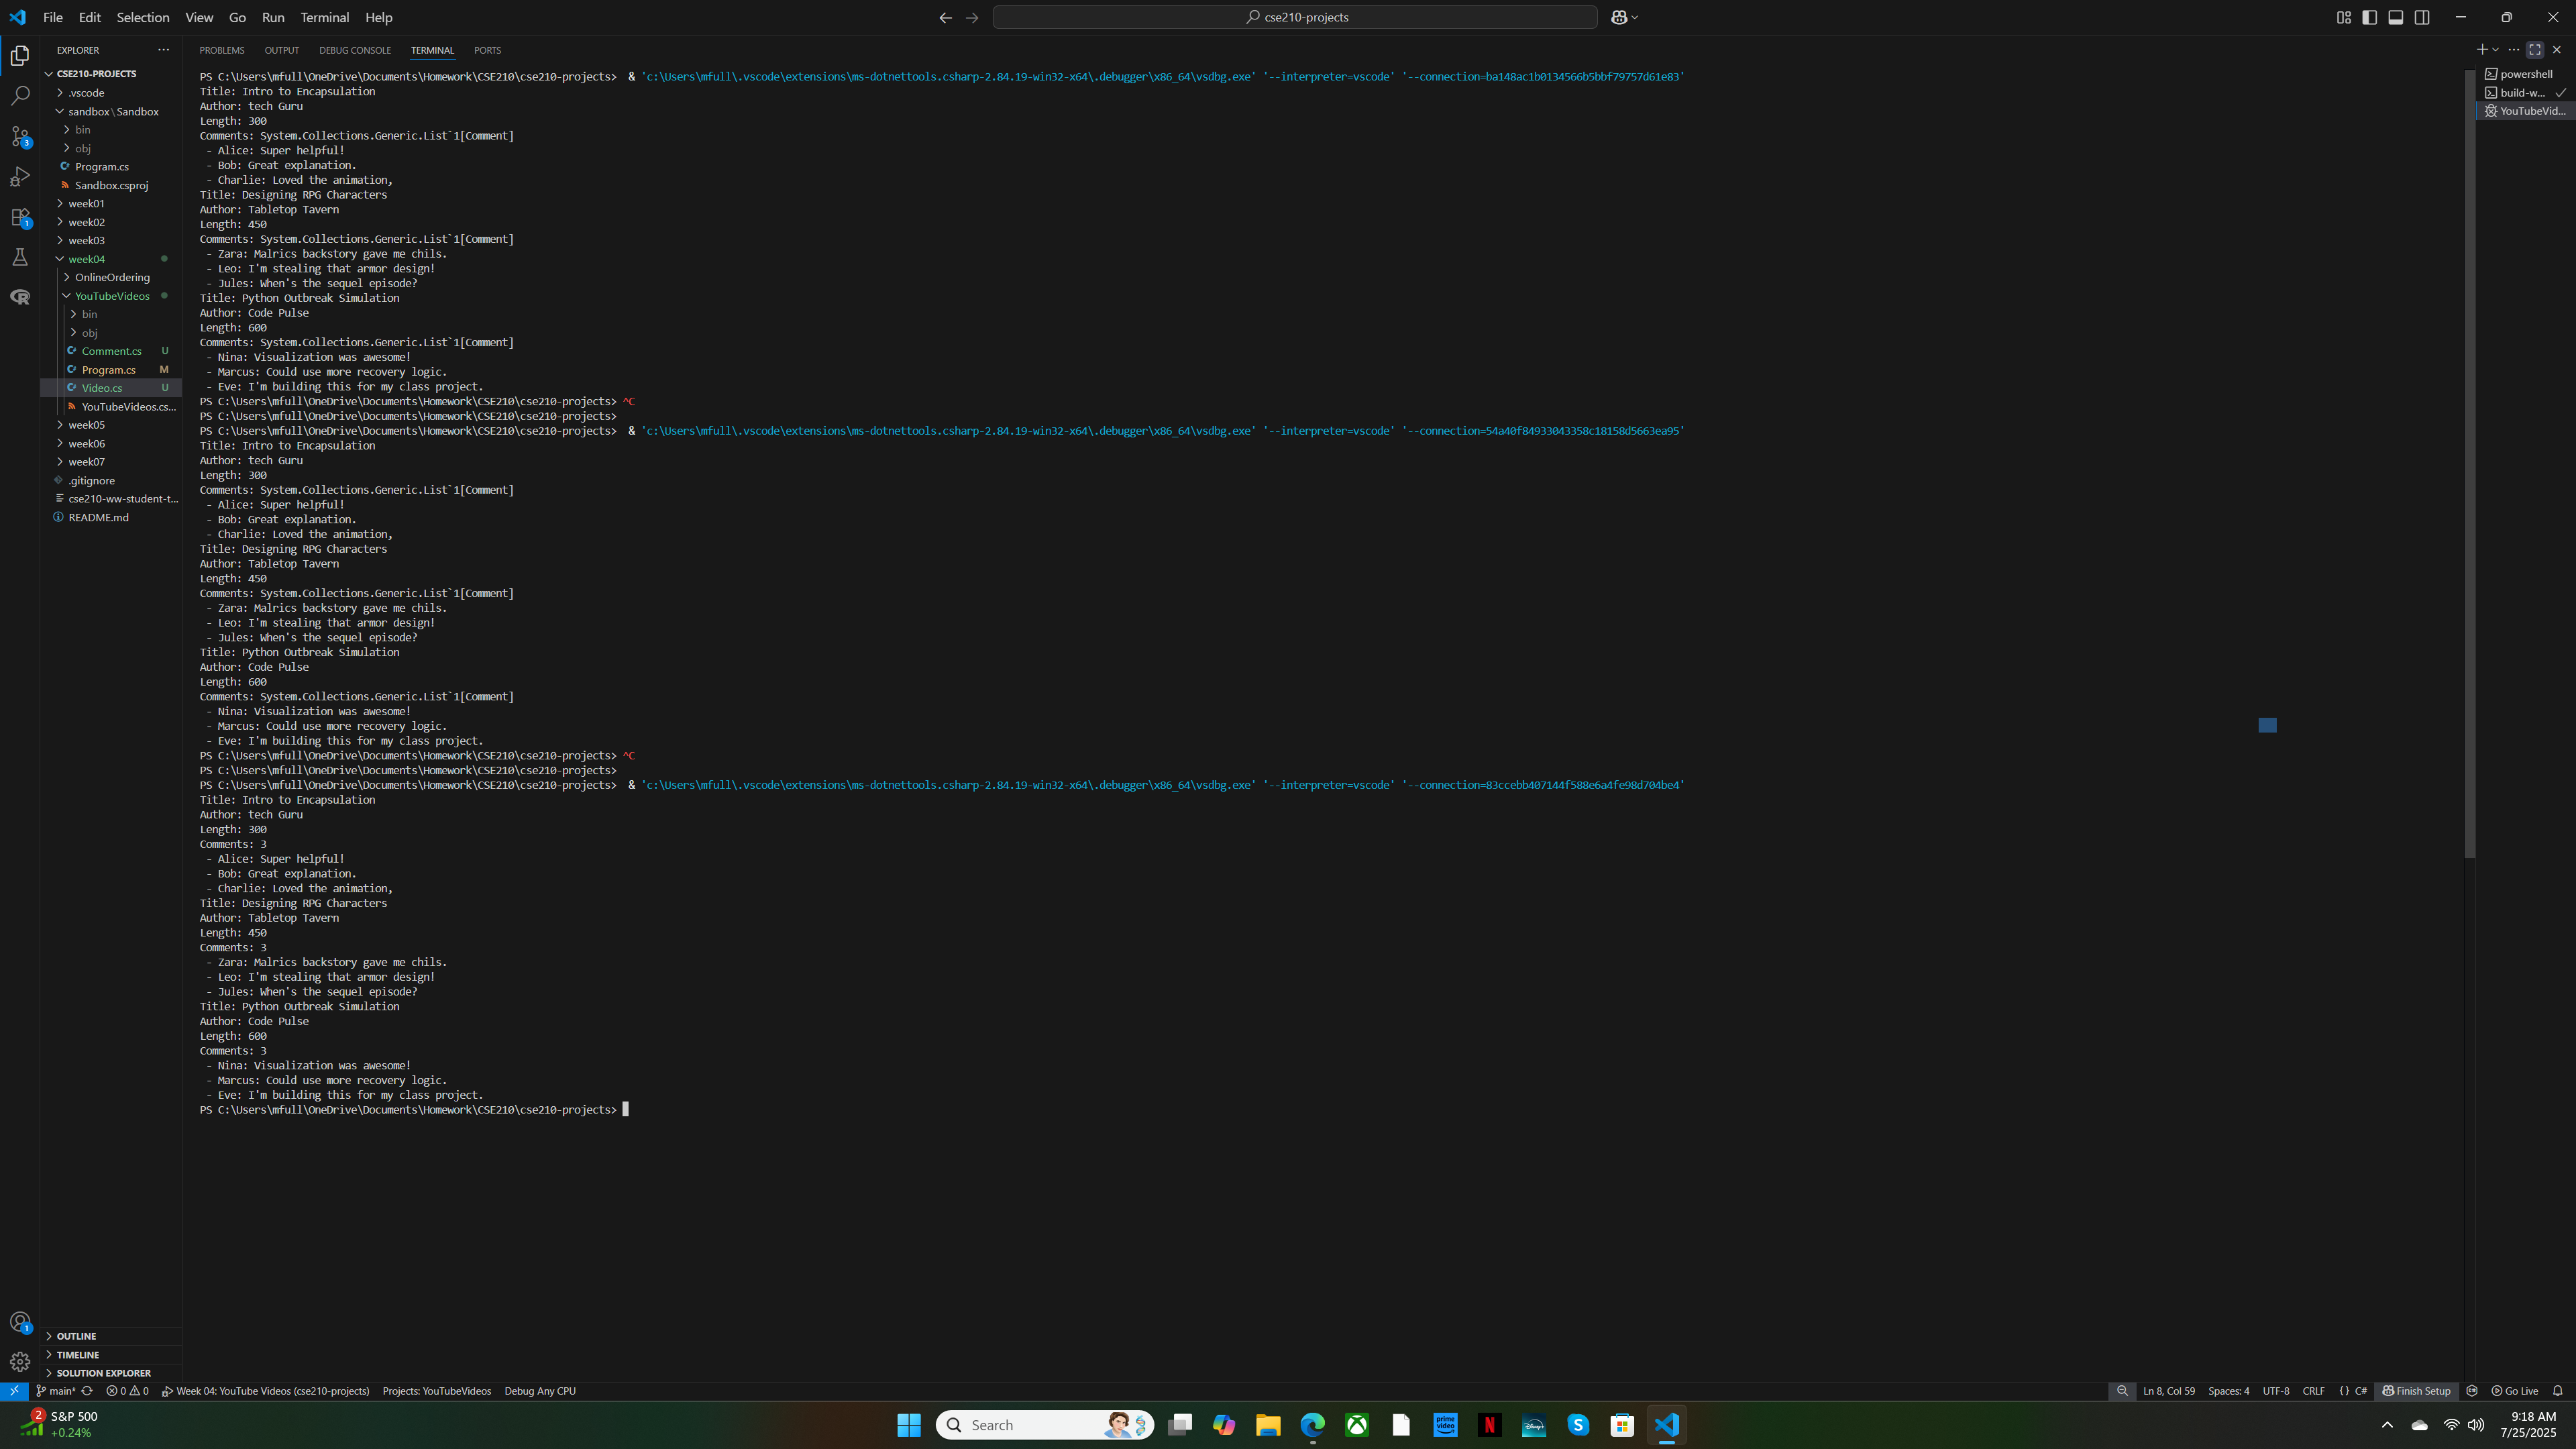 File Edit Selection View Go Run Terminal Help
cse210-projects
EXPLORER
CSE210-PROJECTS
.vscode
sandbox \ Sandbox
bin
obj
Program.cs
Sandbox.csproj
week01
week02
week03
week04
OnlineOrdering
YouTubeVideos
bin
obj
Comment.cs U
Program.cs M
Video.cs U
YouTubeVideos.cs...
week05
week06
week07
.gitignore
cse210-ww-student-t...
README.md
OUTLINE
TIMELINE
SOLUTION EXPLORER
3
1
1
PROBLEMS OUTPUT DEBUG CONSOLE TERMINAL PORTS
PS C:\Users\mfull\OneDrive\Documents\Homework\CSE210\cse210-projects> & 'c:\Users\mfull\.vscode\extensions\ms-dotnettools.csharp-2.84.19-win32-x64\.debugger\x86_64\vsdbg.exe' '--interpreter=vscode' '--connection=ba148ac1b0134566b5bbf79757d61e83'
Title: Intro to Encapsulation
Author: tech Guru
Length: 300
Comments: System.Collections.Generic.List`1[Comment]
- Alice: Super helpful!
- Bob: Great explanation.
- Charlie: Loved the animation,
Title: Designing RPG Characters
Author: Tabletop Tavern
Length: 450
Comments: System.Collections.Generic.List`1[Comment]
- Zara: Malrics backstory gave me chils.
- Leo: I'm stealing that armor design!
- Jules: When's the sequel episode?
Title: Python Outbreak Simulation
Author: Code Pulse
Length: 600
Comments: System.Collections.Generic.List`1[Comment]
- Nina: Visualization was awesome!
- Marcus: Could use more recovery logic.
- Eve: I'm building this for my class project.
PS C:\Users\mfull\OneDrive\Documents\Homework\CSE210\cse210-projects> ^C
PS C:\Users\mfull\OneDrive\Documents\Homework\CSE210\cse210-projects>
PS C:\Users\mfull\OneDrive\Documents\Homework\CSE210\cse210-projects> & 'c:\Users\mfull\.vscode\extensions\ms-dotnettools.csharp-2.84.19-win32-x64\.debugger\x86_64\vsdbg.exe' '--interpreter=vscode' '--connection=54a40f84933043358c18158d5663ea95'
Title: Intro to Encapsulation
Author: tech Guru
Length: 300
Comments: System.Collections.Generic.List`1[Comment]
- Alice: Super helpful!
- Bob: Great explanation.
- Charlie: Loved the animation,
Title: Designing RPG Characters
Author: Tabletop Tavern
Length: 450
Comments: System.Collections.Generic.List`1[Comment]
- Zara: Malrics backstory gave me chils.
- Leo: I'm stealing that armor design!
- Jules: When's the sequel episode?
Title: Python Outbreak Simulation
Author: Code Pulse
Length: 600
Comments: System.Collections.Generic.List`1[Comment]
- Nina: Visualization was awesome!
- Marcus: Could use more recovery logic.
- Eve: I'm building this for my class project.
PS C:\Users\mfull\OneDrive\Documents\Homework\CSE210\cse210-projects> ^C
PS C:\Users\mfull\OneDrive\Documents\Homework\CSE210\cse210-projects>
PS C:\Users\mfull\OneDrive\Documents\Homework\CSE210\cse210-projects> & 'c:\Users\mfull\.vscode\extensions\ms-dotnettools.csharp-2.84.19-win32-x64\.debugger\x86_64\vsdbg.exe' '--interpreter=vscode' '--connection=83ccebb407144f588e6a4fe98d704be4'
Title: Intro to Encapsulation
Author: tech Guru
Length: 300
Comments: 3
- Alice: Super helpful!
- Bob: Great explanation.
- Charlie: Loved the animation,
Title: Designing RPG Characters
Author: Tabletop Tavern
Length: 450
Comments: 3
- Zara: Malrics backstory gave me chils.
- Leo: I'm stealing that armor design!
- Jules: When's the sequel episode?
Title: Python Outbreak Simulation
Author: Code Pulse
Length: 600
Comments: 3
- Nina: Visualization was awesome!
- Marcus: Could use more recovery logic.
- Eve: I'm building this for my class project.
PS C:\Users\mfull\OneDrive\Documents\Homework\CSE210\cse210-projects>
powershell
build-w...
YouTubeVid...
main* 0 0 Week 04: YouTube Videos (cse210-projects) Projects: YouTubeVideos Debug Any CPU
Ln 8, Col 59 Spaces: 4 UTF-8 CRLF {} C# Finish Setup Go Live
2
S&P 500
+0.24%
Search
prime video
N
Disney+
S
9:18 AM
7/25/2025